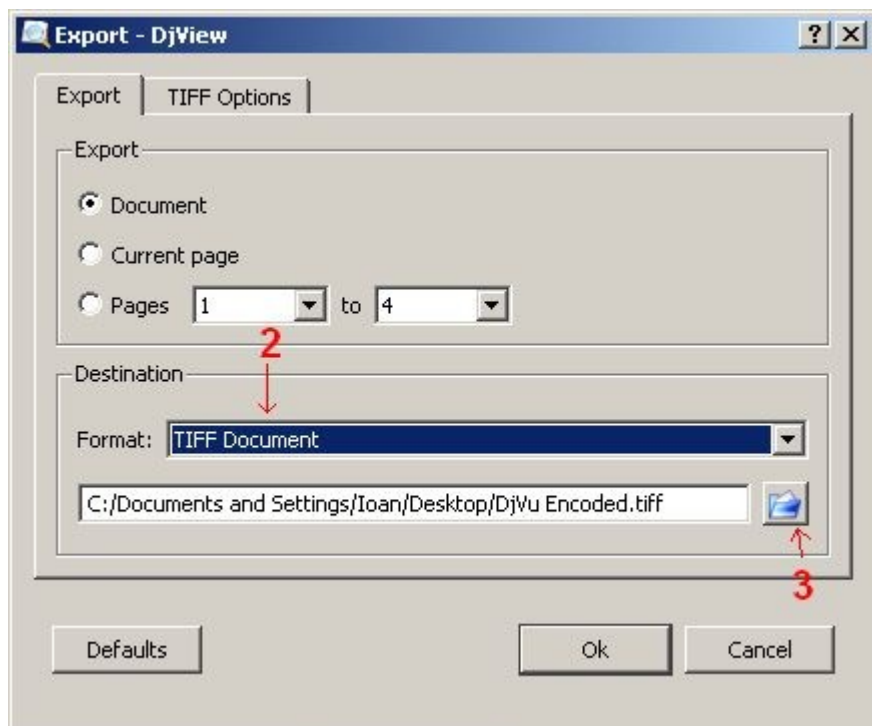 Export - DjView
Export TIFF Options
Export
Document
Current page
Pages 1 to 4
2
Destination
Format: TIFF Document
C:/Documents and Settings/Ioan/Desktop/DjVu Encoded.tiff
3
Defaults Ok Cancel